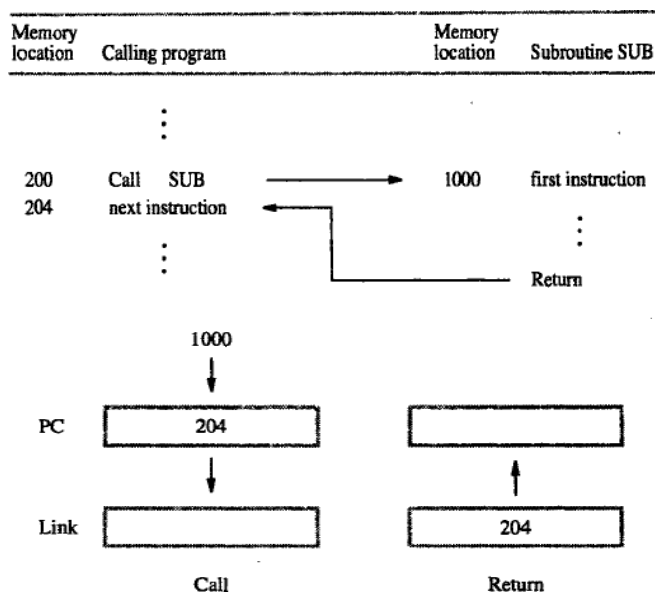 Memory location Calling program Memory location Subroutine SUB
200 Call SUB 1000 first instruction
204 next instruction
Return
1000
PC 204
Link 204
Call Return